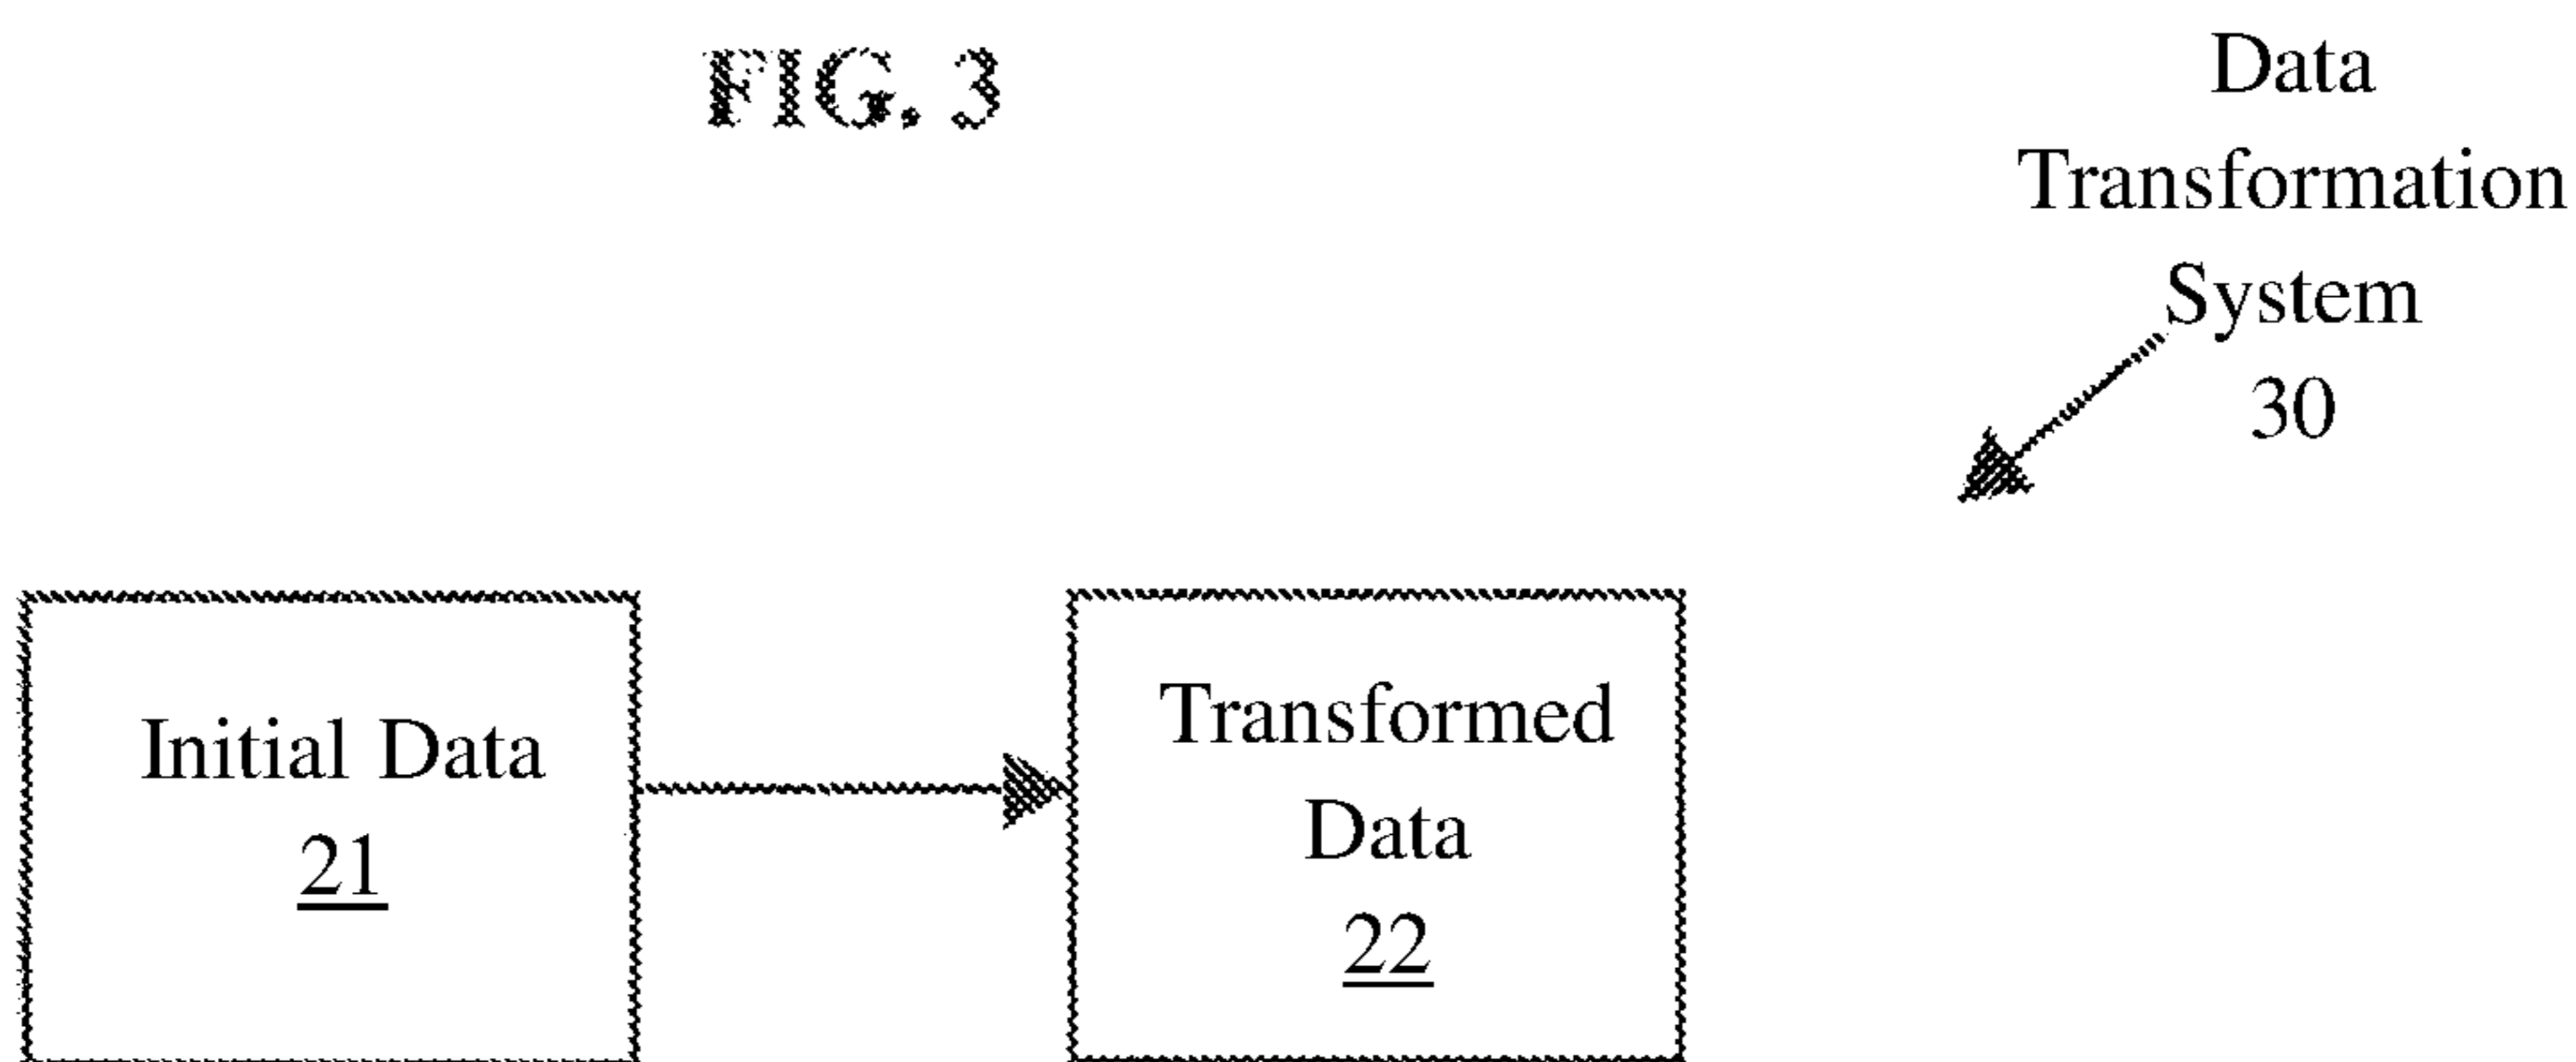 FIG. 3
Data
Transformation
System
30
Initial Data
21
Transformed
Data
22